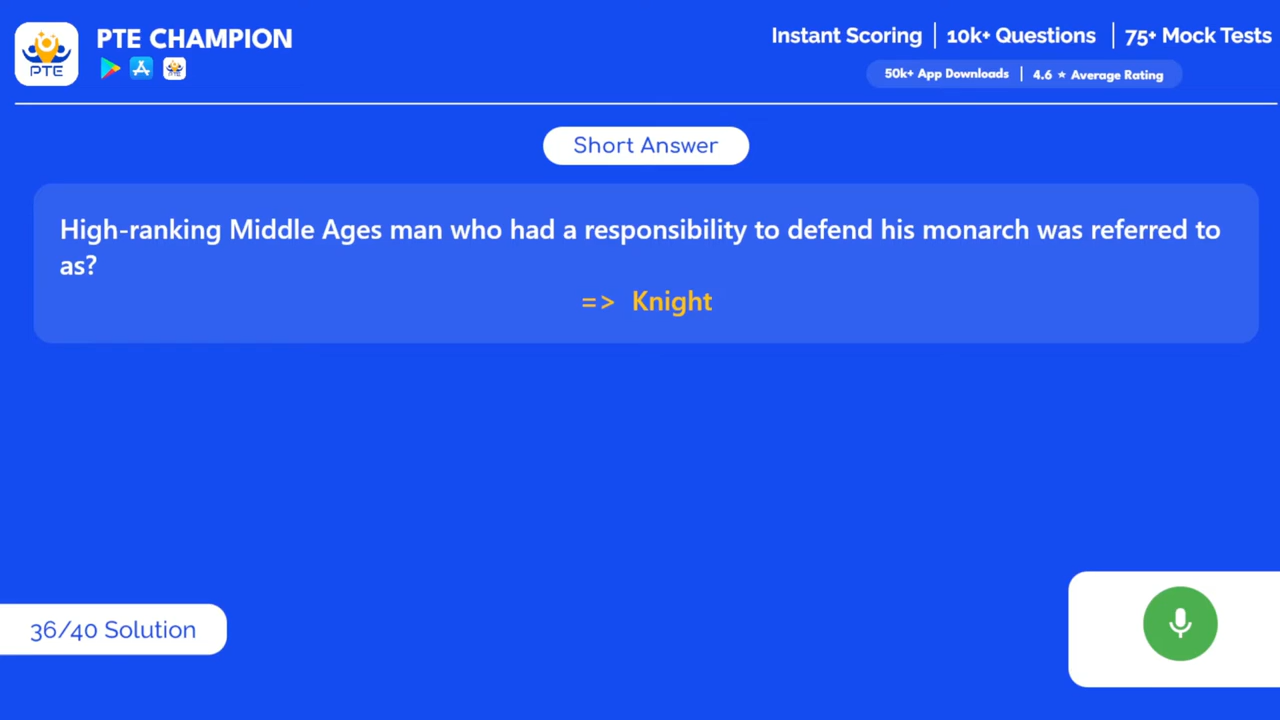 PTE CHAMPION
PTE
Instant Scoring | 10k+ Questions | 75+ Mock Tests
50k+ App Downloads | 4.6 ★ Average Rating
Short Answer
High-ranking Middle Ages man who had a responsibility to defend his monarch was referred to
as?
=> Knight
36/40 Solution